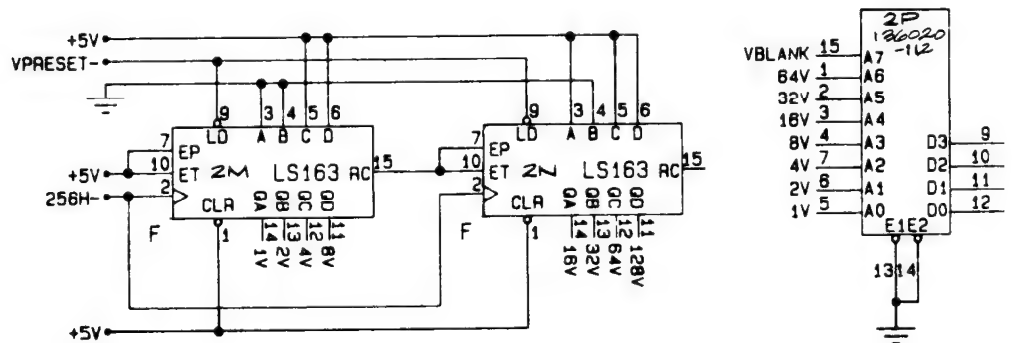 +5V
VPRESET-
9 3 4 5 6
LD A B C D
7 EP
10 ET 2M LS163 RC 15
+5V
256H-
2
CLR QA QB QC QD
F
1
14 13 12 11
1V 2V 4V 8V
+5V
9 3 4 5 6
LD A B C D
7 EP
10 ET 2N LS163 RC 15
2
CLR QA QB QC QD
F
1
14 13 12 11
16V 32V 64V 128V
2P
136020
-112
VBLANK 15 A7
64V 1 A6
32V 2 A5
16V 3 A4
8V 4 A3 D3 9
4V 7 A2 D2 10
2V 6 A1 D1 11
1V 5 A0 D0 12
E1E2
1314